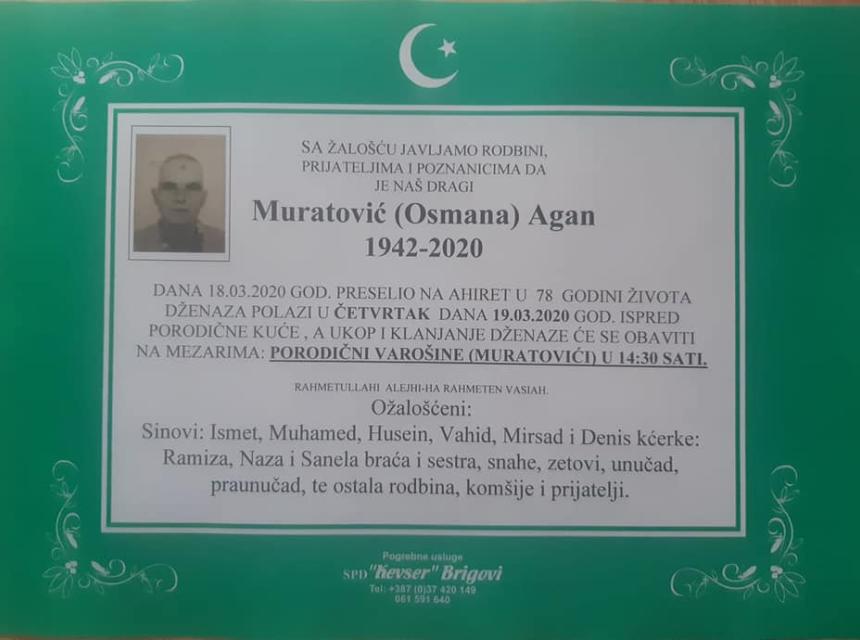 SA ŽALOŠĆU JAVLJAMO RODBINI,
PRIJATELJIMA I POZNANICIMA DA
JE NAŠ DRAGI
Muratović (Osmana) Agan
1942-2020
DANA 18.03.2020 GOD. PRESELIO NA AHIRET U 78 GODINI ŽIVOTA
DŽENAZA POLAZI U ČETVRTAK DANA 19.03.2020 GOD. ISPRED
PORODIČNE KUĆE , A UKOP I KLANJANJE DŽENAZE ĆE SE OBAVITI
NA MEZARIMA: PORODIČNI VAROŠINE (MURATOVIĆI) U 14:30 SATI.
RAHMETULLAHI ALEJHI-HA RAHMETEN VASIAH.
Ožalošćeni:
Sinovi: Ismet, Muhamed, Husein, Vahid, Mirsad i Denis kćerke:
Ramiza, Naza i Sanela braća i sestra, snahe, zetovi, unučad,
praunučad, te ostala rodbina, komšije i prijatelji.
Pogrebne usluge
SPD "Kevser" Brigovi
Tel: +387 (0)37 420 149
061 591 640